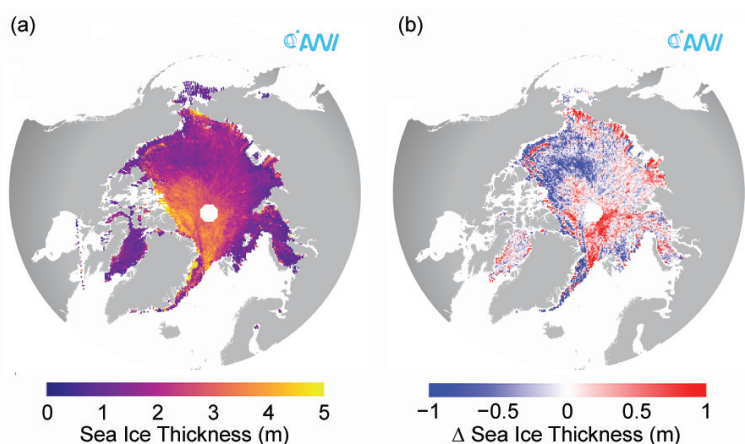 (a)
AWI
0 1 2 3 4 5
Sea Ice Thickness (m)
(b)
AWI
−1 −0.5 0 0.5 1
Δ Sea Ice Thickness (m)